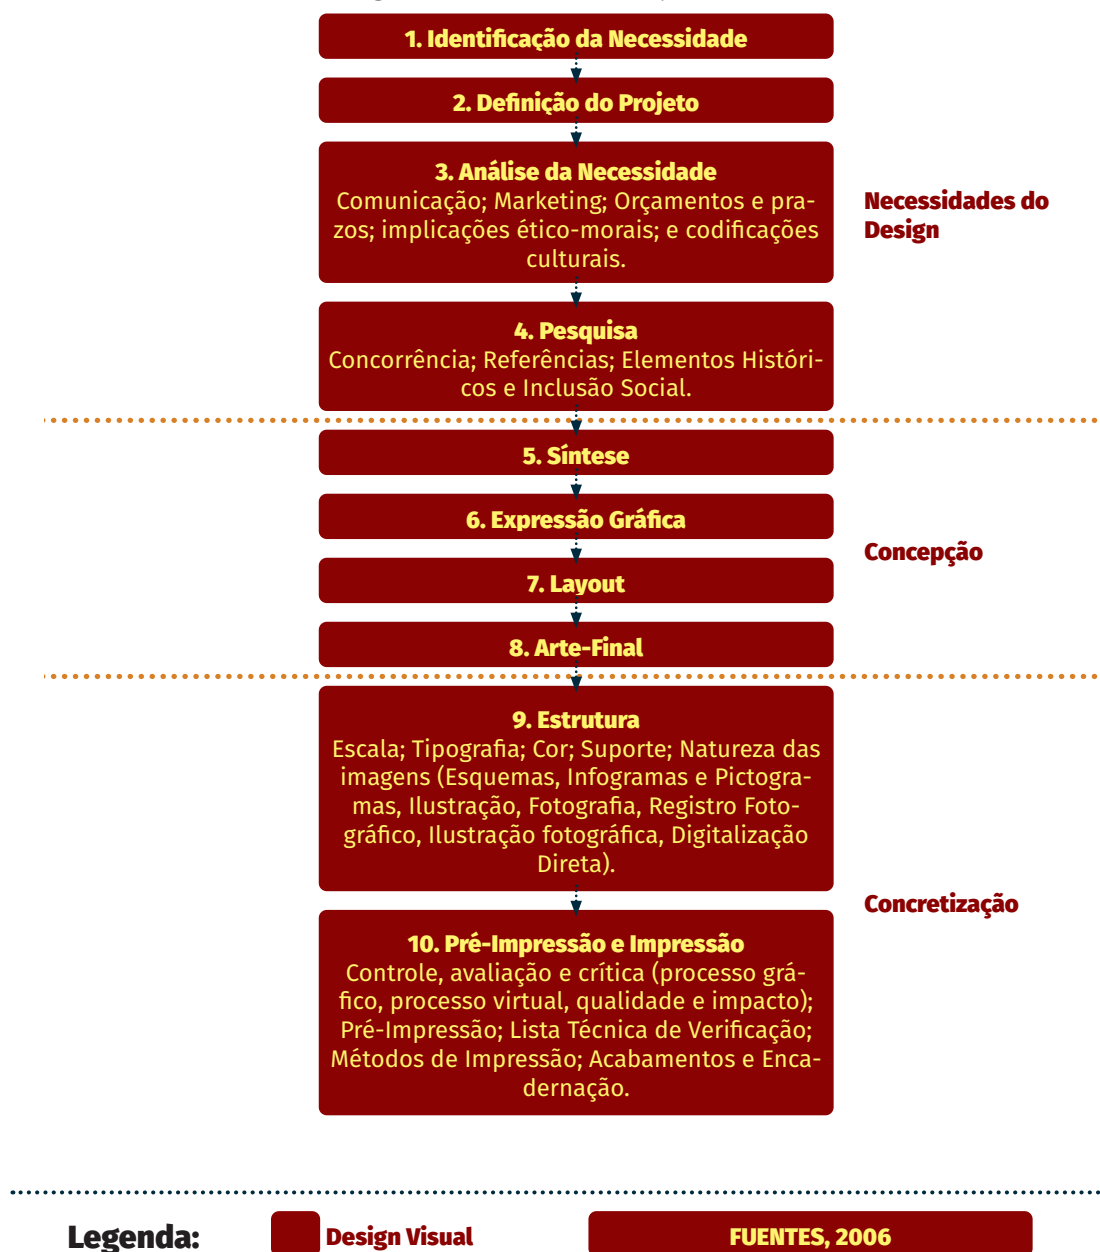 1. Identificação da Necessidade
2. Definição do Projeto
3. Análise da Necessidade
Comunicação; Marketing; Orçamentos e pra-
zos; implicações ético-morais; e codificações
culturais.
Necessidades do
Design
4. Pesquisa
Concorrência; Referências; Elementos Históri-
cos e Inclusão Social.
5. Síntese
6. Expressão Gráfica
Concepção
7. Layout
8. Arte-Final
9. Estrutura
Escala; Tipografia; Cor; Suporte; Natureza das
imagens (Esquemas, Infogramas e Pictogra-
mas, Ilustração, Fotografia, Registro Foto-
gráfico, Ilustração fotográfica, Digitalização
Direta).
Concretização
10. Pré-Impressão e Impressão
Controle, avaliação e crítica (processo grá-
fico, processo virtual, qualidade e impacto);
Pré-Impressão; Lista Técnica de Verificação;
Métodos de Impressão; Acabamentos e Enca-
dernação.
Legenda:
Design Visual
FUENTES, 2006